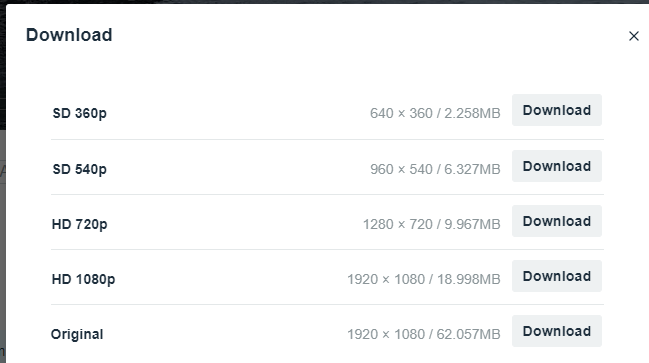 Download ×
SD 360p 640 × 360 / 2.258MB Download
SD 540p 960 × 540 / 6.327MB Download
HD 720p 1280 × 720 / 9.967MB Download
HD 1080p 1920 × 1080 / 18.998MB Download
Original 1920 × 1080 / 62.057MB Download